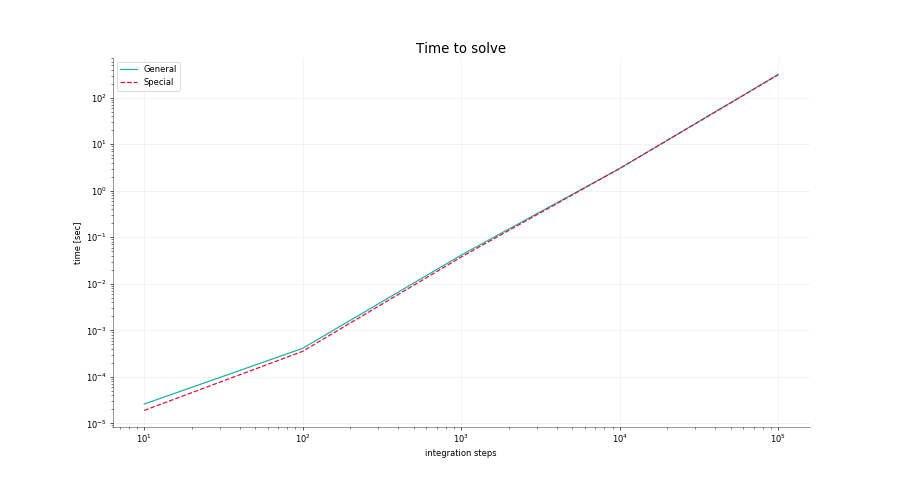 Time to solve
General
Special
10²
10¹
10⁰
10⁻¹
10⁻²
10⁻³
10⁻⁴
10⁻⁵
time [sec]
10¹
10²
10³
10⁴
10⁵
integration steps